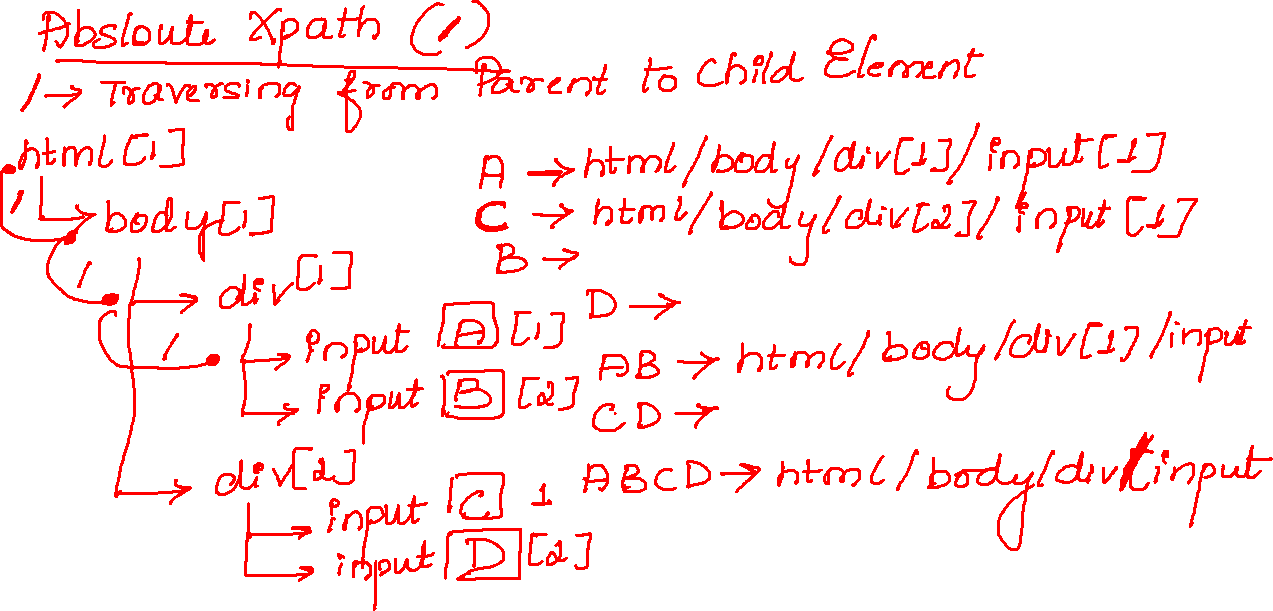 Absloute Xpath (/)
/→ Traversing from Parent to Child Element
html[1]
/
body[1]
/
div[1]
/
input A [1]
input B [2]
div[2]
input C 1
input D [2]
A → html/body/div[1]/input[1]
C → html/body/div[2]/input[1]
B →
D →
AB → html/body/div[1]/input
CD →
ABCD → html/body/div/input